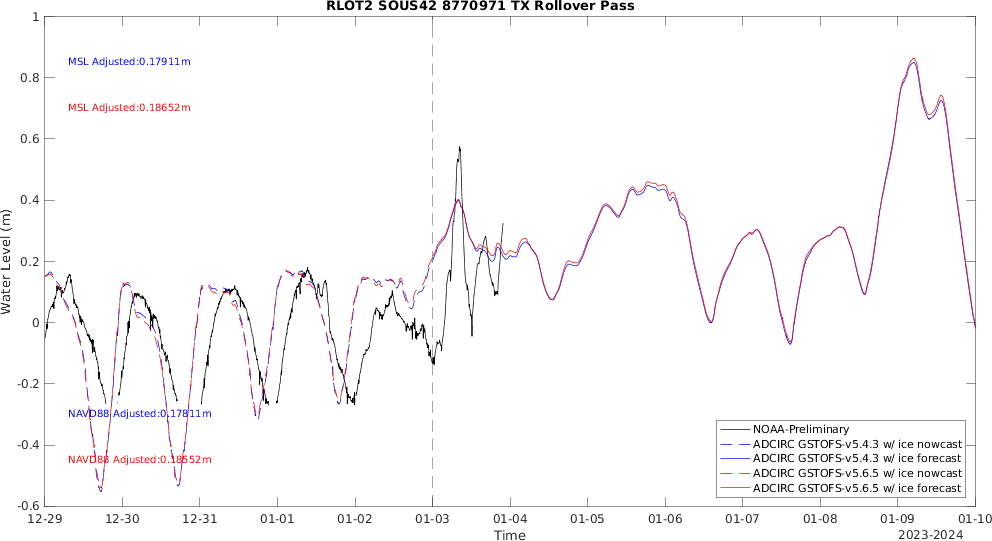 RLOT2 SOUS42 8770971 TX Rollover Pass
Water Level (m)
1
0.8
0.6
0.4
0.2
0
-0.2
-0.4
-0.6
MSL Adjusted:0.17911m
MSL Adjusted:0.18652m
NAVD88 Adjusted:0.17811m
NAVD88 Adjusted:0.18552m
NOAA-Preliminary
ADCIRC GSTOFS-v5.4.3 w/ ice nowcast
ADCIRC GSTOFS-v5.4.3 w/ ice forecast
ADCIRC GSTOFS-v5.6.5 w/ ice nowcast
ADCIRC GSTOFS-v5.6.5 w/ ice forecast
12-29 12-30 12-31 01-01 01-02 01-03 01-04 01-05 01-06 01-07 01-08 01-09 01-10
Time
2023-2024